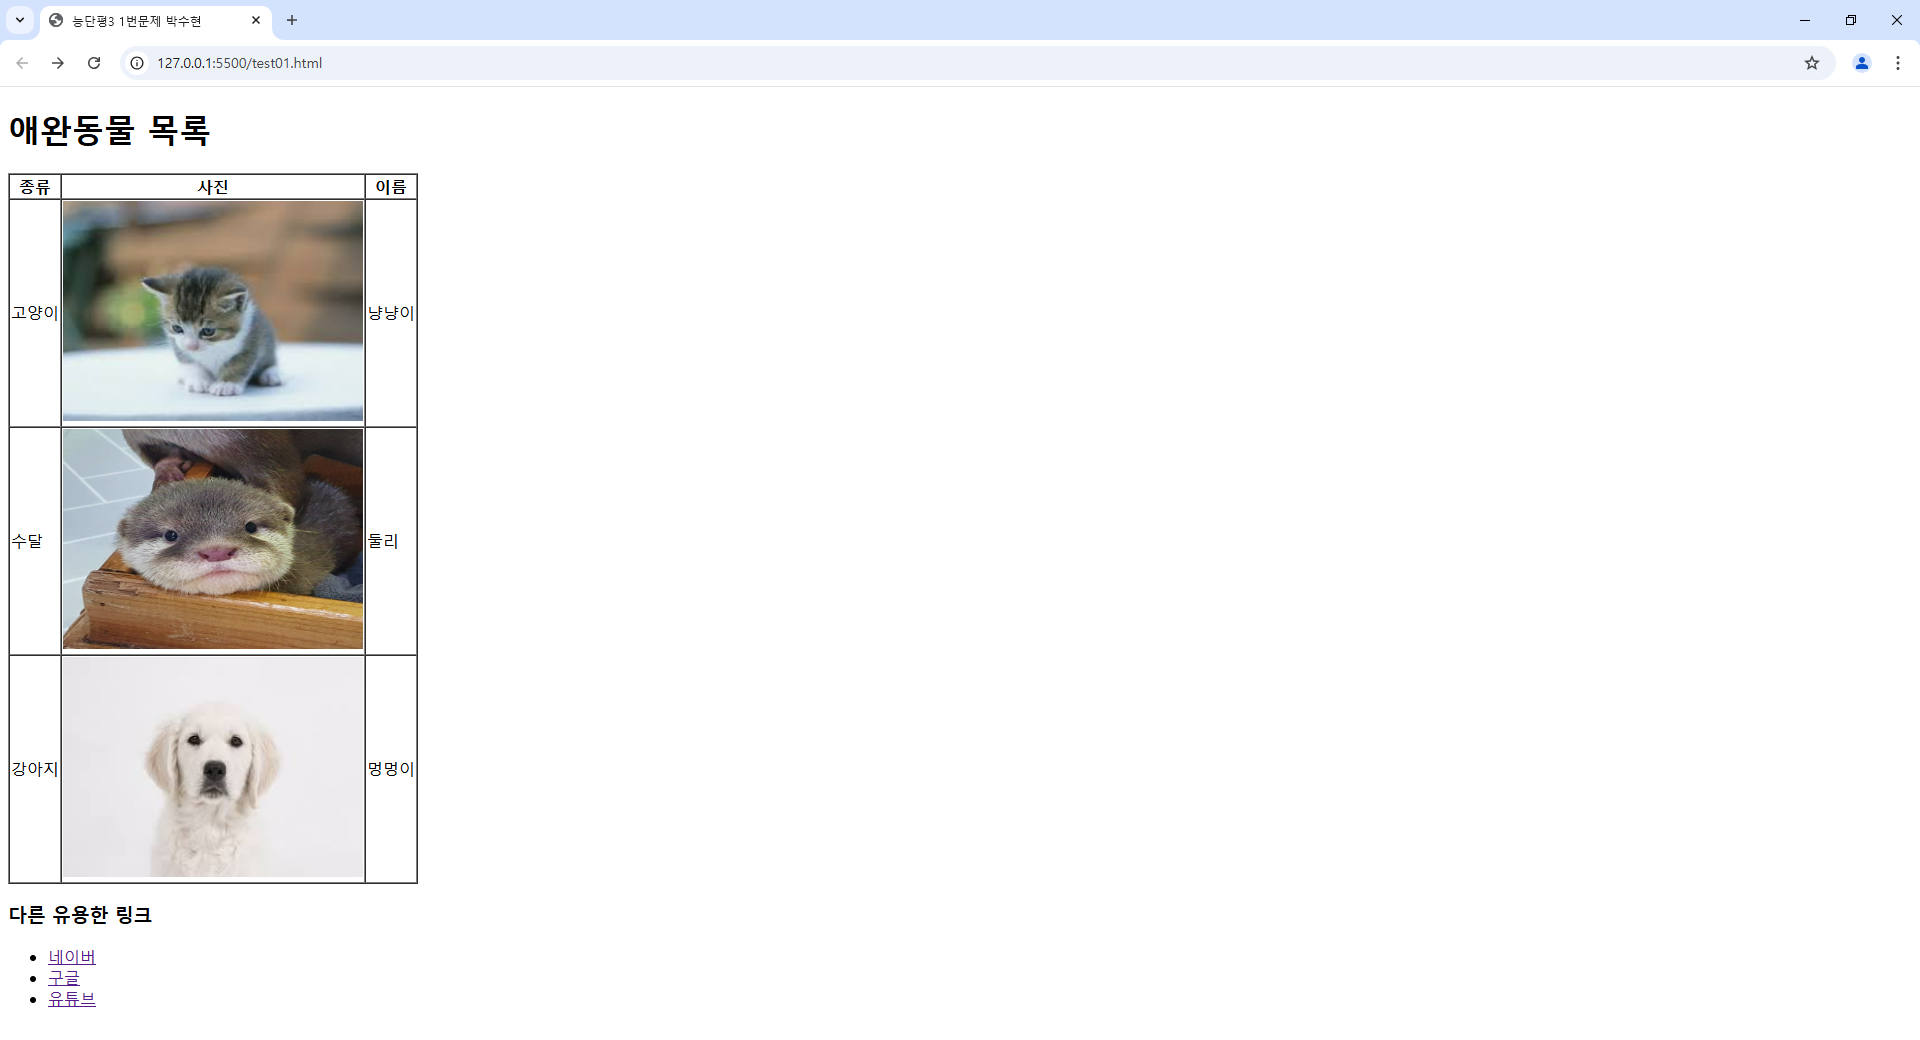 능단평3 1번문제 박수현
127.0.0.1:5500/test01.html
애완동물 목록
종류 사진 이름
고양이 냥냥이
수달 둘리
강아지 멍멍이
다른 유용한 링크
네이버
구글
유튜브